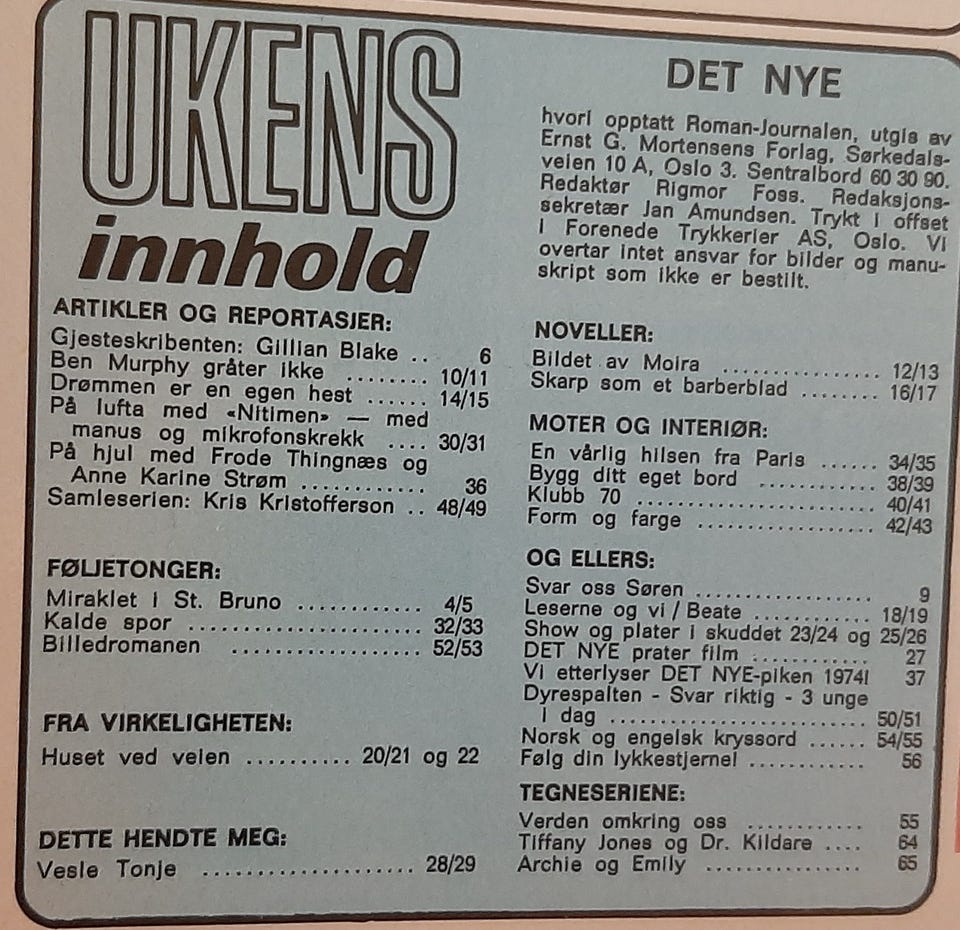 UKENS
innhold
ARTIKLER OG REPORTASJER:
Gjesteskribenten: Gillian Blake .. 6
Ben Murphy gråter ikke ........ 10/11
Drømmen er en egen hest ...... 14/15
På lufta med «Nitimen» — med
manus og mikrofonskrekk .... 30/31
På hjul med Frode Thingnæs og
Anne Karine Strøm ............ 36
Samleserien: Kris Kristofferson .. 48/49
FØLJETONGER:
Miraklet i St. Bruno ............ 4/5
Kalde spor ....................... 32/33
Billedromanen ................... 52/53
FRA VIRKELIGHETEN:
Huset ved veien .......... 20/21 og 22
DETTE HENDTE MEG:
Vesle Tonje ..................... 28/29
DET NYE
hvori opptatt Roman-Journalen, utgis av
Ernst G. Mortensens Forlag, Sørkedals-
veien 10 A, Oslo 3. Sentralbord 60 30 90.
Redaktør Rigmor Foss. Redaksjons-
sekretær Jan Amundsen. Trykt i offset
i Forenede Trykkerier AS, Oslo. Vi
overtar intet ansvar for bilder og manu-
skript som ikke er bestilt.
NOVELLER:
Bildet av Moira ................ 12/13
Skarp som et barberblad ........ 16/17
MOTER OG INTERIØR:
En vårlig hilsen fra Paris ...... 34/35
Bygg ditt eget bord ............ 38/39
Klubb 70 ........................ 40/41
Form og farge .................. 42/43
OG ELLERS:
Svar oss Søren .................. 9
Leserne og vi / Beate ............ 18/19
Show og plater i skuddet 23/24 og 25/26
DET NYE prater film ............ 27
Vi etterlyser DET NYE-piken 1974! 37
Dyrespalten - Svar riktig - 3 unge
i dag .......................... 50/51
Norsk og engelsk kryssord ...... 54/55
Følg din lykkestjerne! ............ 56
TEGNESERIENE:
Verden omkring oss ............ 55
Tiffany Jones og Dr. Kildare .... 64
Archie og Emily ................ 65